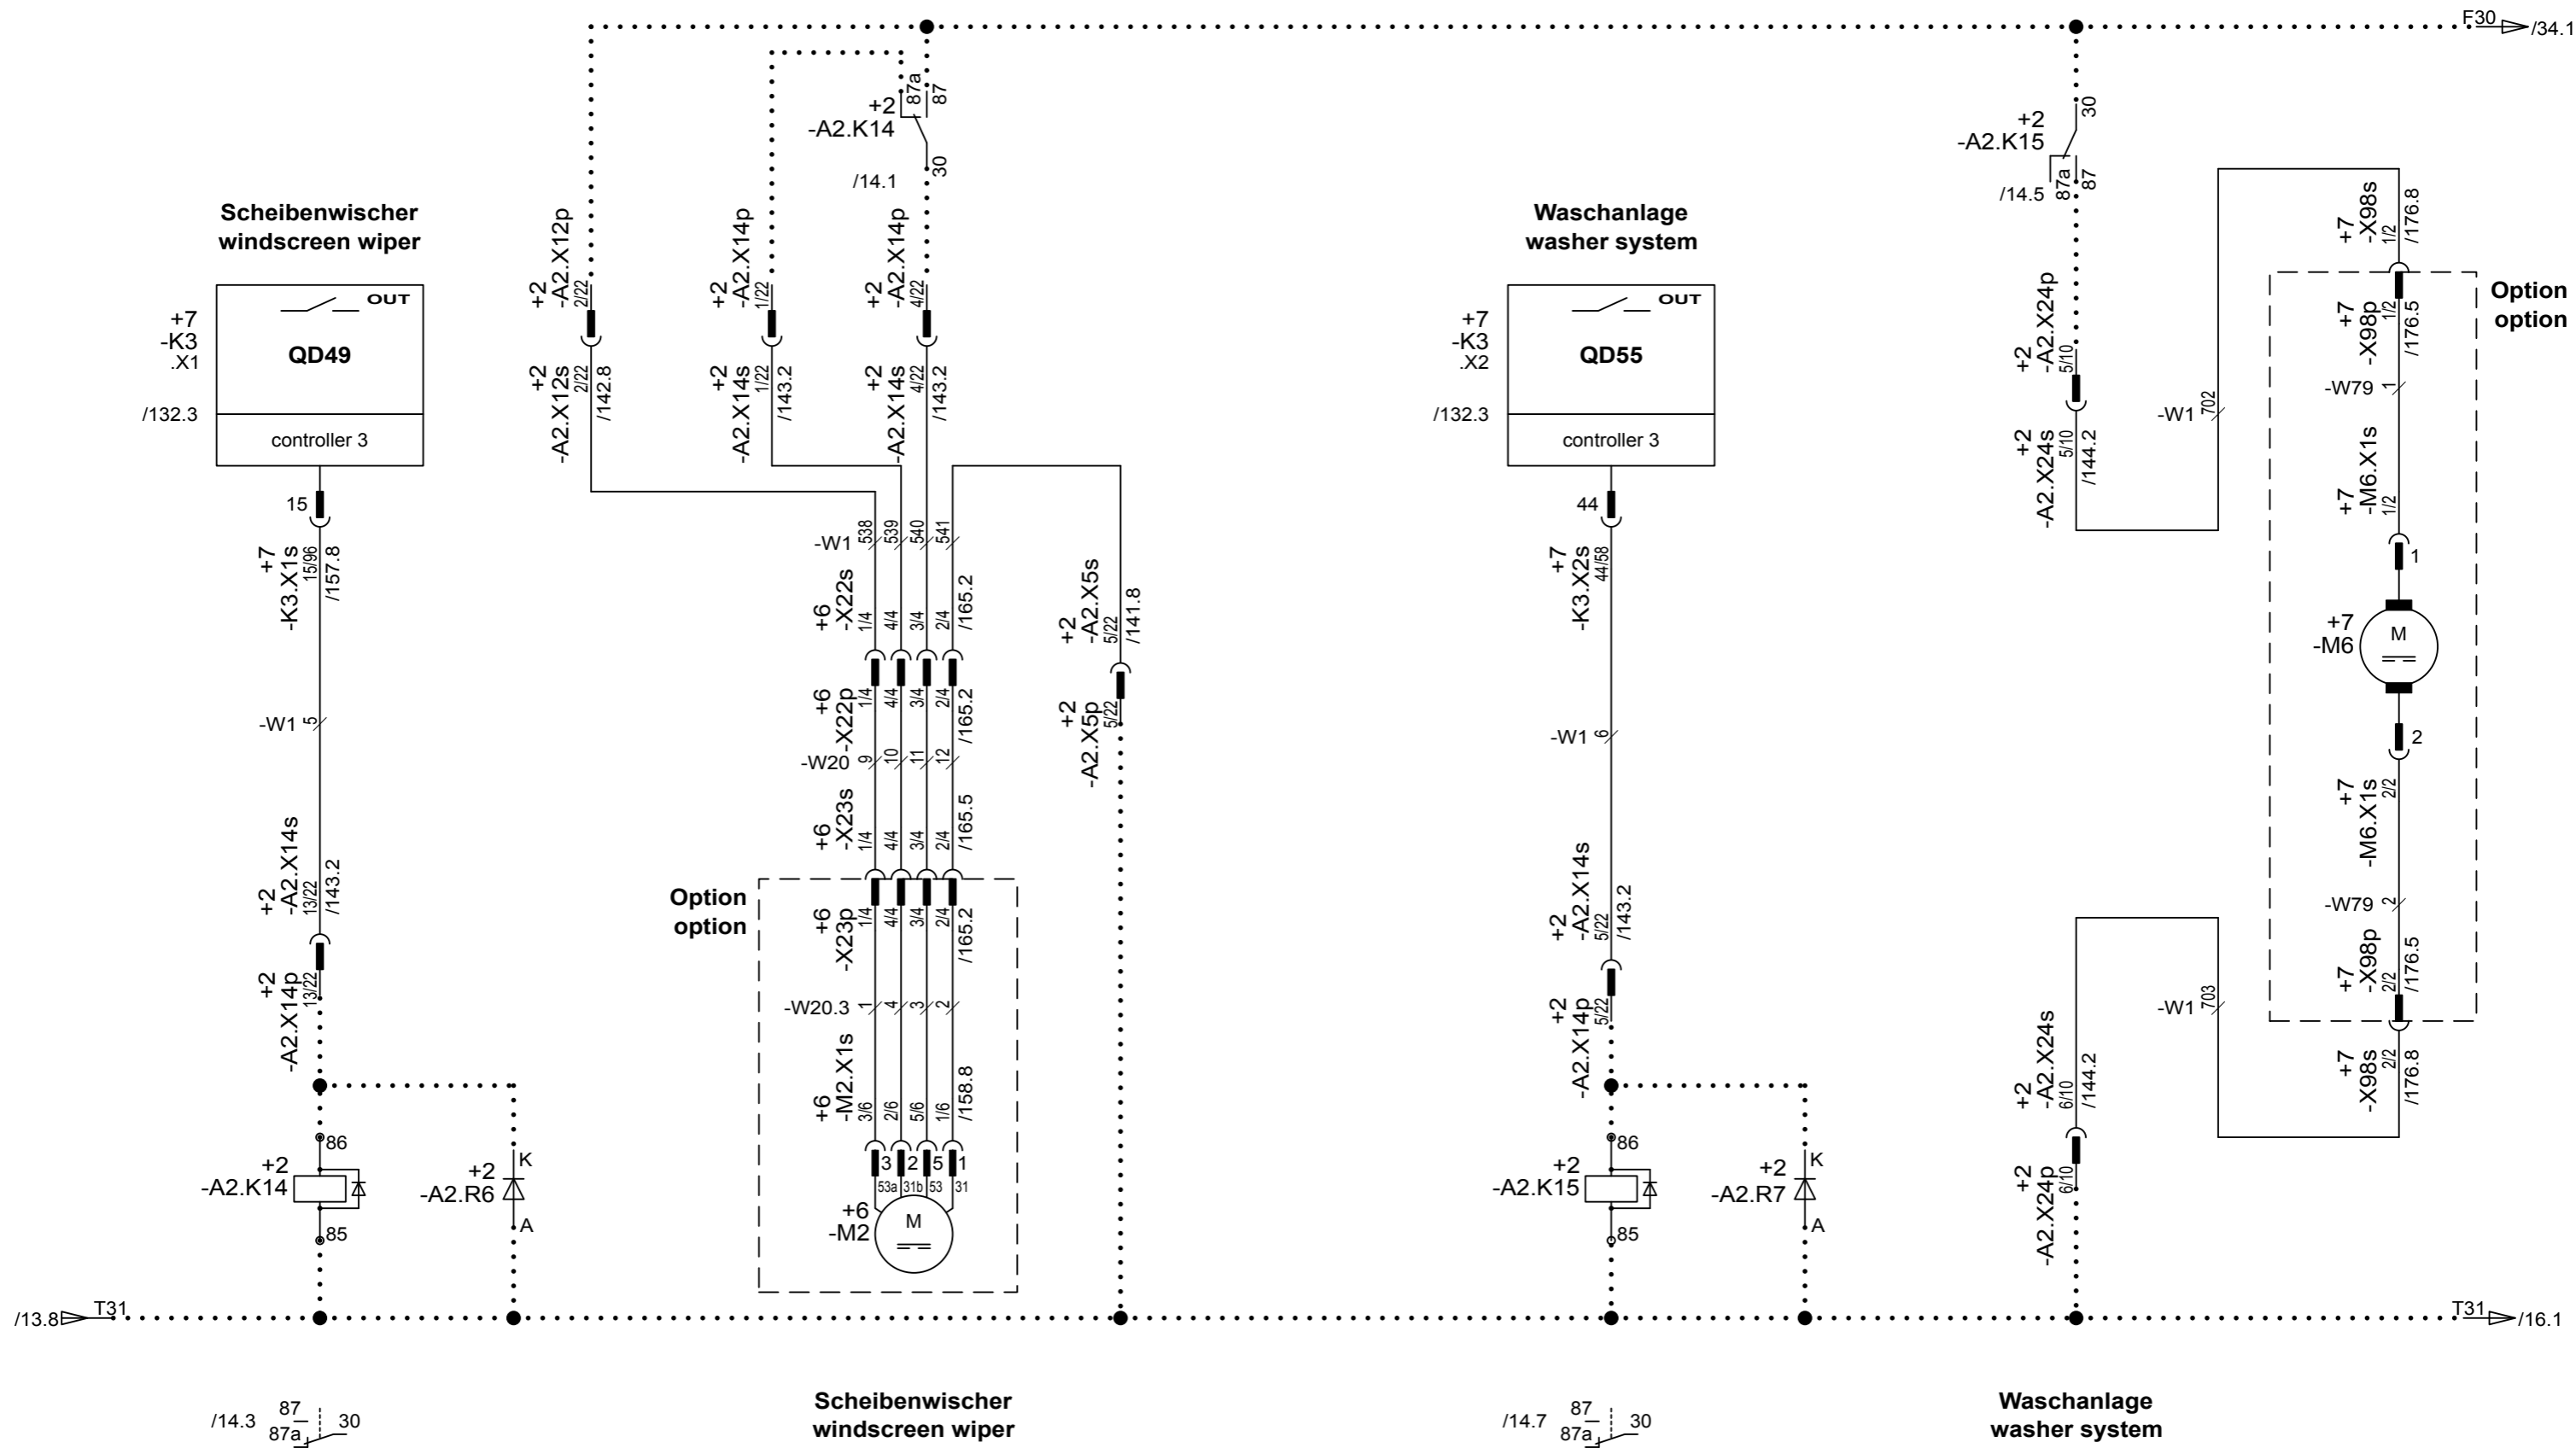 F30
/34.1
87a
87
+2
-A2.K14
30
/14.1
+2
-A2.K15
30
87a
87
/14.5
Scheibenwischer
windscreen wiper
+7
-K3
.X1
OUT
QD49
/132.3
controller 3
15
+7
-K3.X1s
15/96
/157.8
-W1
5
+2
-A2.X14s
13/22
/143.2
+2
-A2.X14p
13/22
86
+2
-A2.K14
85
K
+2
-A2.R6
A
+2
-A2.X12p
2/22
+2
-A2.X12s
2/22
/142.8
+2
-A2.X14p
1/22
+2
-A2.X14s
1/22
/143.2
+2
-A2.X14p
4/22
+2
-A2.X14s
4/22
/143.2
-W1
538
539
540
541
+6
-X22s
1/4
4/4
3/4
2/4
/165.2
+6
-X22p
1/4
4/4
3/4
2/4
/165.2
-W20
9
10
11
12
+6
-X23s
1/4
4/4
3/4
2/4
/165.5
Option
option
+6
-X23p
1/4
4/4
3/4
2/4
/165.2
-W20.3
1
4
3
2
+6
-M2.X1s
3/6
2/6
5/6
1/6
/158.8
3
2
5
1
53a
31b
53
31
+6
-M2
M
+2
-A2.X5s
5/22
/141.8
+2
-A2.X5p
5/22
Waschanlage
washer system
+7
-K3
.X2
OUT
QD55
/132.3
controller 3
44
+7
-K3.X2s
44/58
-W1
6
+2
-A2.X14s
5/22
/143.2
+2
-A2.X14p
5/22
86
+2
-A2.K15
85
K
+2
-A2.R7
A
+2
-A2.X24p
5/10
+2
-A2.X24s
5/10
/144.2
-W1
702
+7
-X98s
1/2
/176.8
Option
option
+7
-X98p
1/2
/176.5
-W79
1
+7
-M6.X1s
1/2
1
+7
-M6
M
2
+7
-M6.X1s
2/2
-W79
2
+7
-X98p
2/2
/176.5
-W1
703
+7
-X98s
2/2
/176.8
+2
-A2.X24s
6/10
/144.2
+2
-A2.X24p
6/10
/13.8
T31
T31
/16.1
/14.3
87
87a
30
Scheibenwischer
windscreen wiper
/14.7
87
87a
30
Waschanlage
washer system